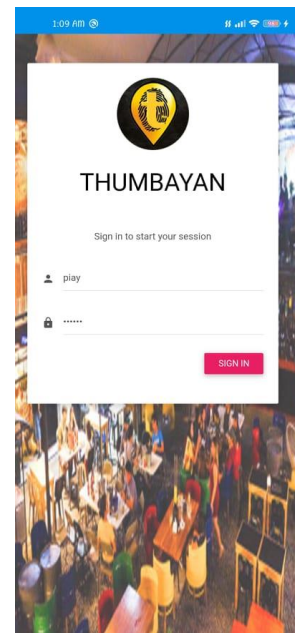 1:09 AM
THUMBAYAN
Sign in to start your session
piay
••••••
SIGN IN